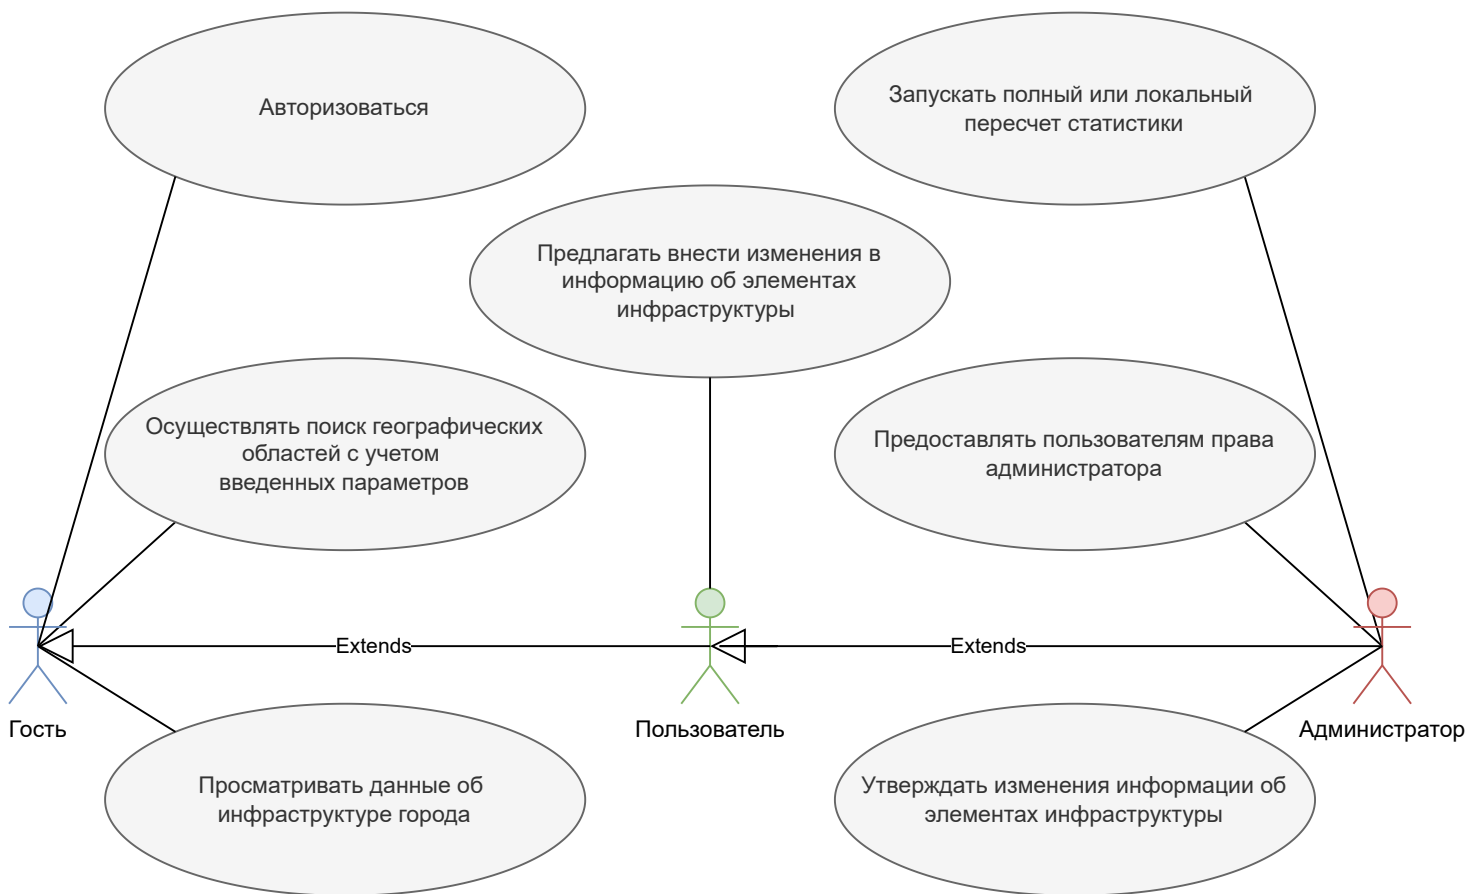 Авторизоваться
Запускать полный или локальный
пересчет статистики
Предлагать внести изменения в
информацию об элементах
инфраструктуры
Осуществлять поиск географических
областей с учетом
введенных параметров
Предоставлять пользователям права
администратора
Extends
Extends
Гость
Пользователь
Администратор
Просматривать данные об
инфраструктуре города
Утверждать изменения информации об
элементах инфраструктуры